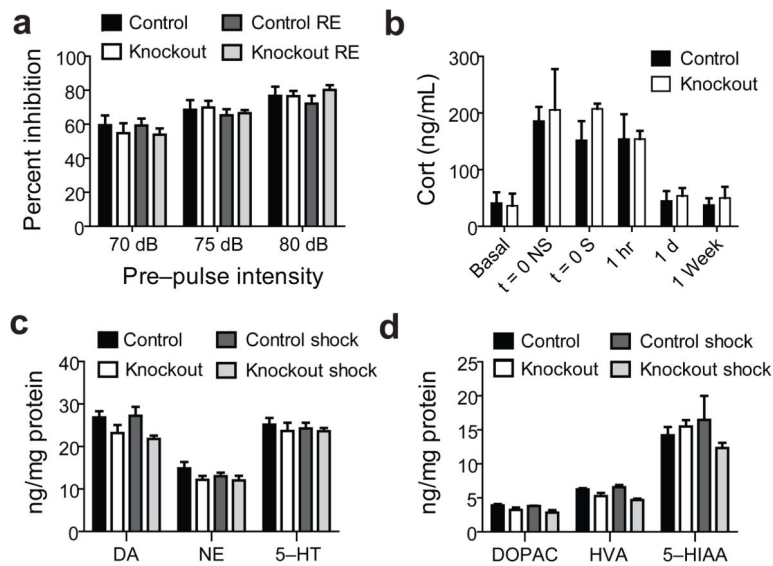 a
Control
Control RE
Knockout
Knockout RE
Percent inhibition
100
80
60
40
20
0
70 dB
75 dB
80 dB
Pre–pulse intensity
b
Control
Knockout
Cort (ng/mL)
300
200
100
0
Basal
t = 0 NS
t = 0 S
1 hr
1 d
1 Week
c
Control
Control shock
Knockout
Knockout shock
ng/mg protein
40
30
20
10
0
DA
NE
5–HT
d
Control
Control shock
Knockout
Knockout shock
ng/mg protein
25
20
15
10
5
0
DOPAC
HVA
5–HIAA